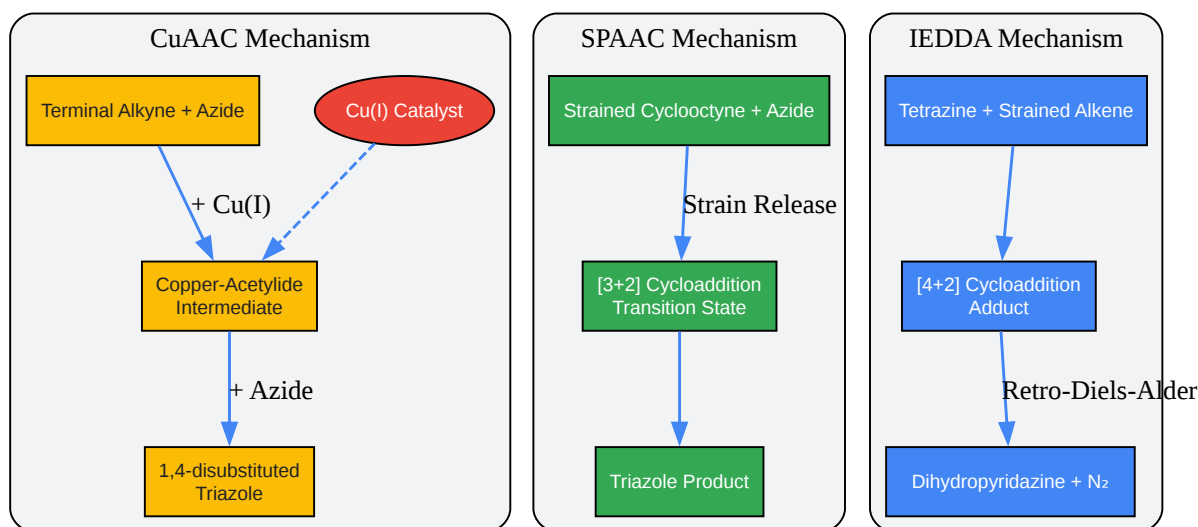 CuAAC Mechanism
Terminal Alkyne + Azide
Cu(I) Catalyst
+ Cu(I)
Copper-Acetylide
Intermediate
+ Azide
1,4-disubstituted
Triazole
SPAAC Mechanism
Strained Cyclooctyne + Azide
Strain Release
[3+2] Cycloaddition
Transition State
Triazole Product
IEDDA Mechanism
Tetrazine + Strained Alkene
[4+2] Cycloaddition
Adduct
Retro-Diels-Alder
Dihydropyridazine + N₂